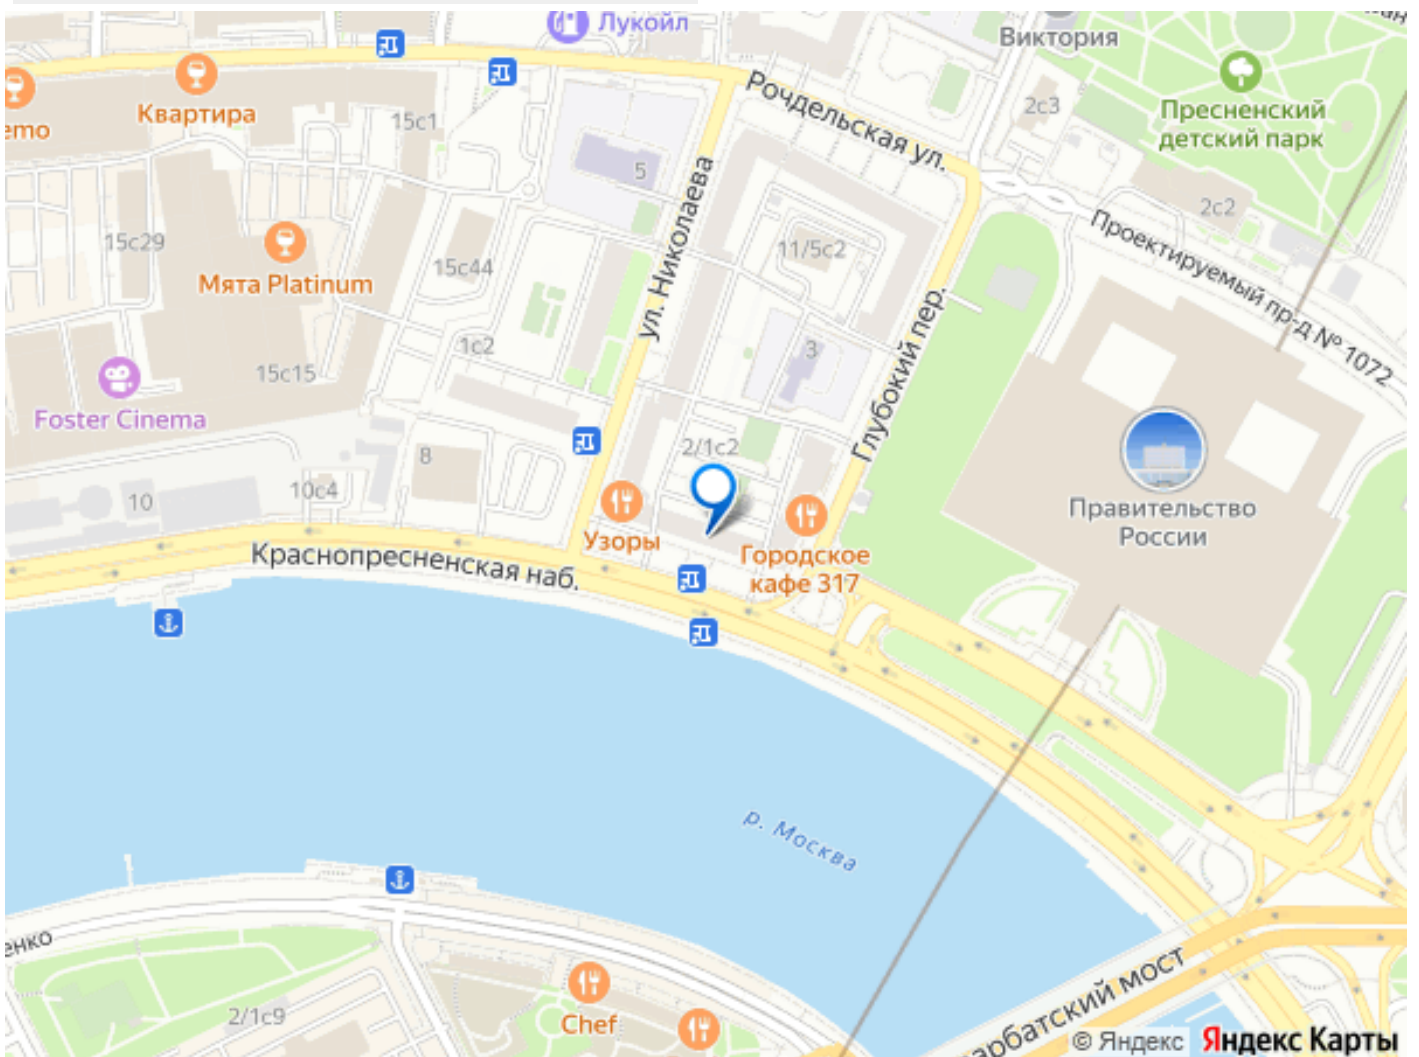 Лукойл
Виктория
Квартира
15с1
Рочдельская ул.
2с3
Пресненский
детский парк
emo
5
2с2
15с29
ул. Николаева
11/5с2
Проектируемый пр-д № 1072
Мята Platinum
15с44
1с2
3
Глубокий пер.
15с15
Foster Cinema
8
2/1с2
10
10с4
Узоры
Городское
кафе 317
Правительство
России
Краснопресненская наб.
р. Москва
енко
2/1с9
Chef
арбатский мост
© Яндекс Яндекс Карты